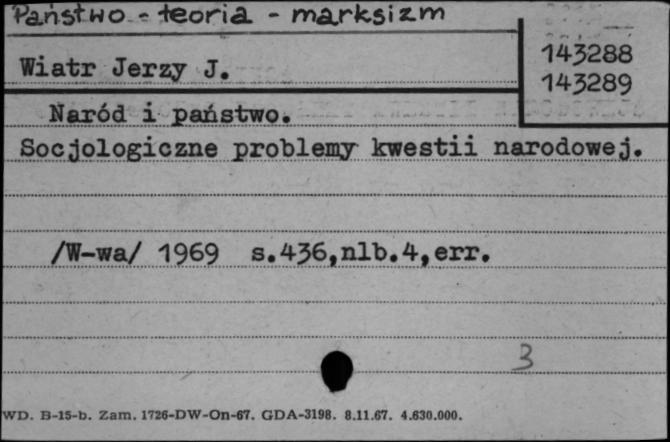 Państwo - teoria - marksizm
Wiatr Jerzy J.
143288
143289
Naród i państwo.
Socjologiczne problemy kwestii narodowej.
/W-wa/ 1969 s.436,nlb.4,err.
3
WD. B-15-b. Zam. 1726-DW-On-67. GDA-3198. 8.11.67. 4.630.000.